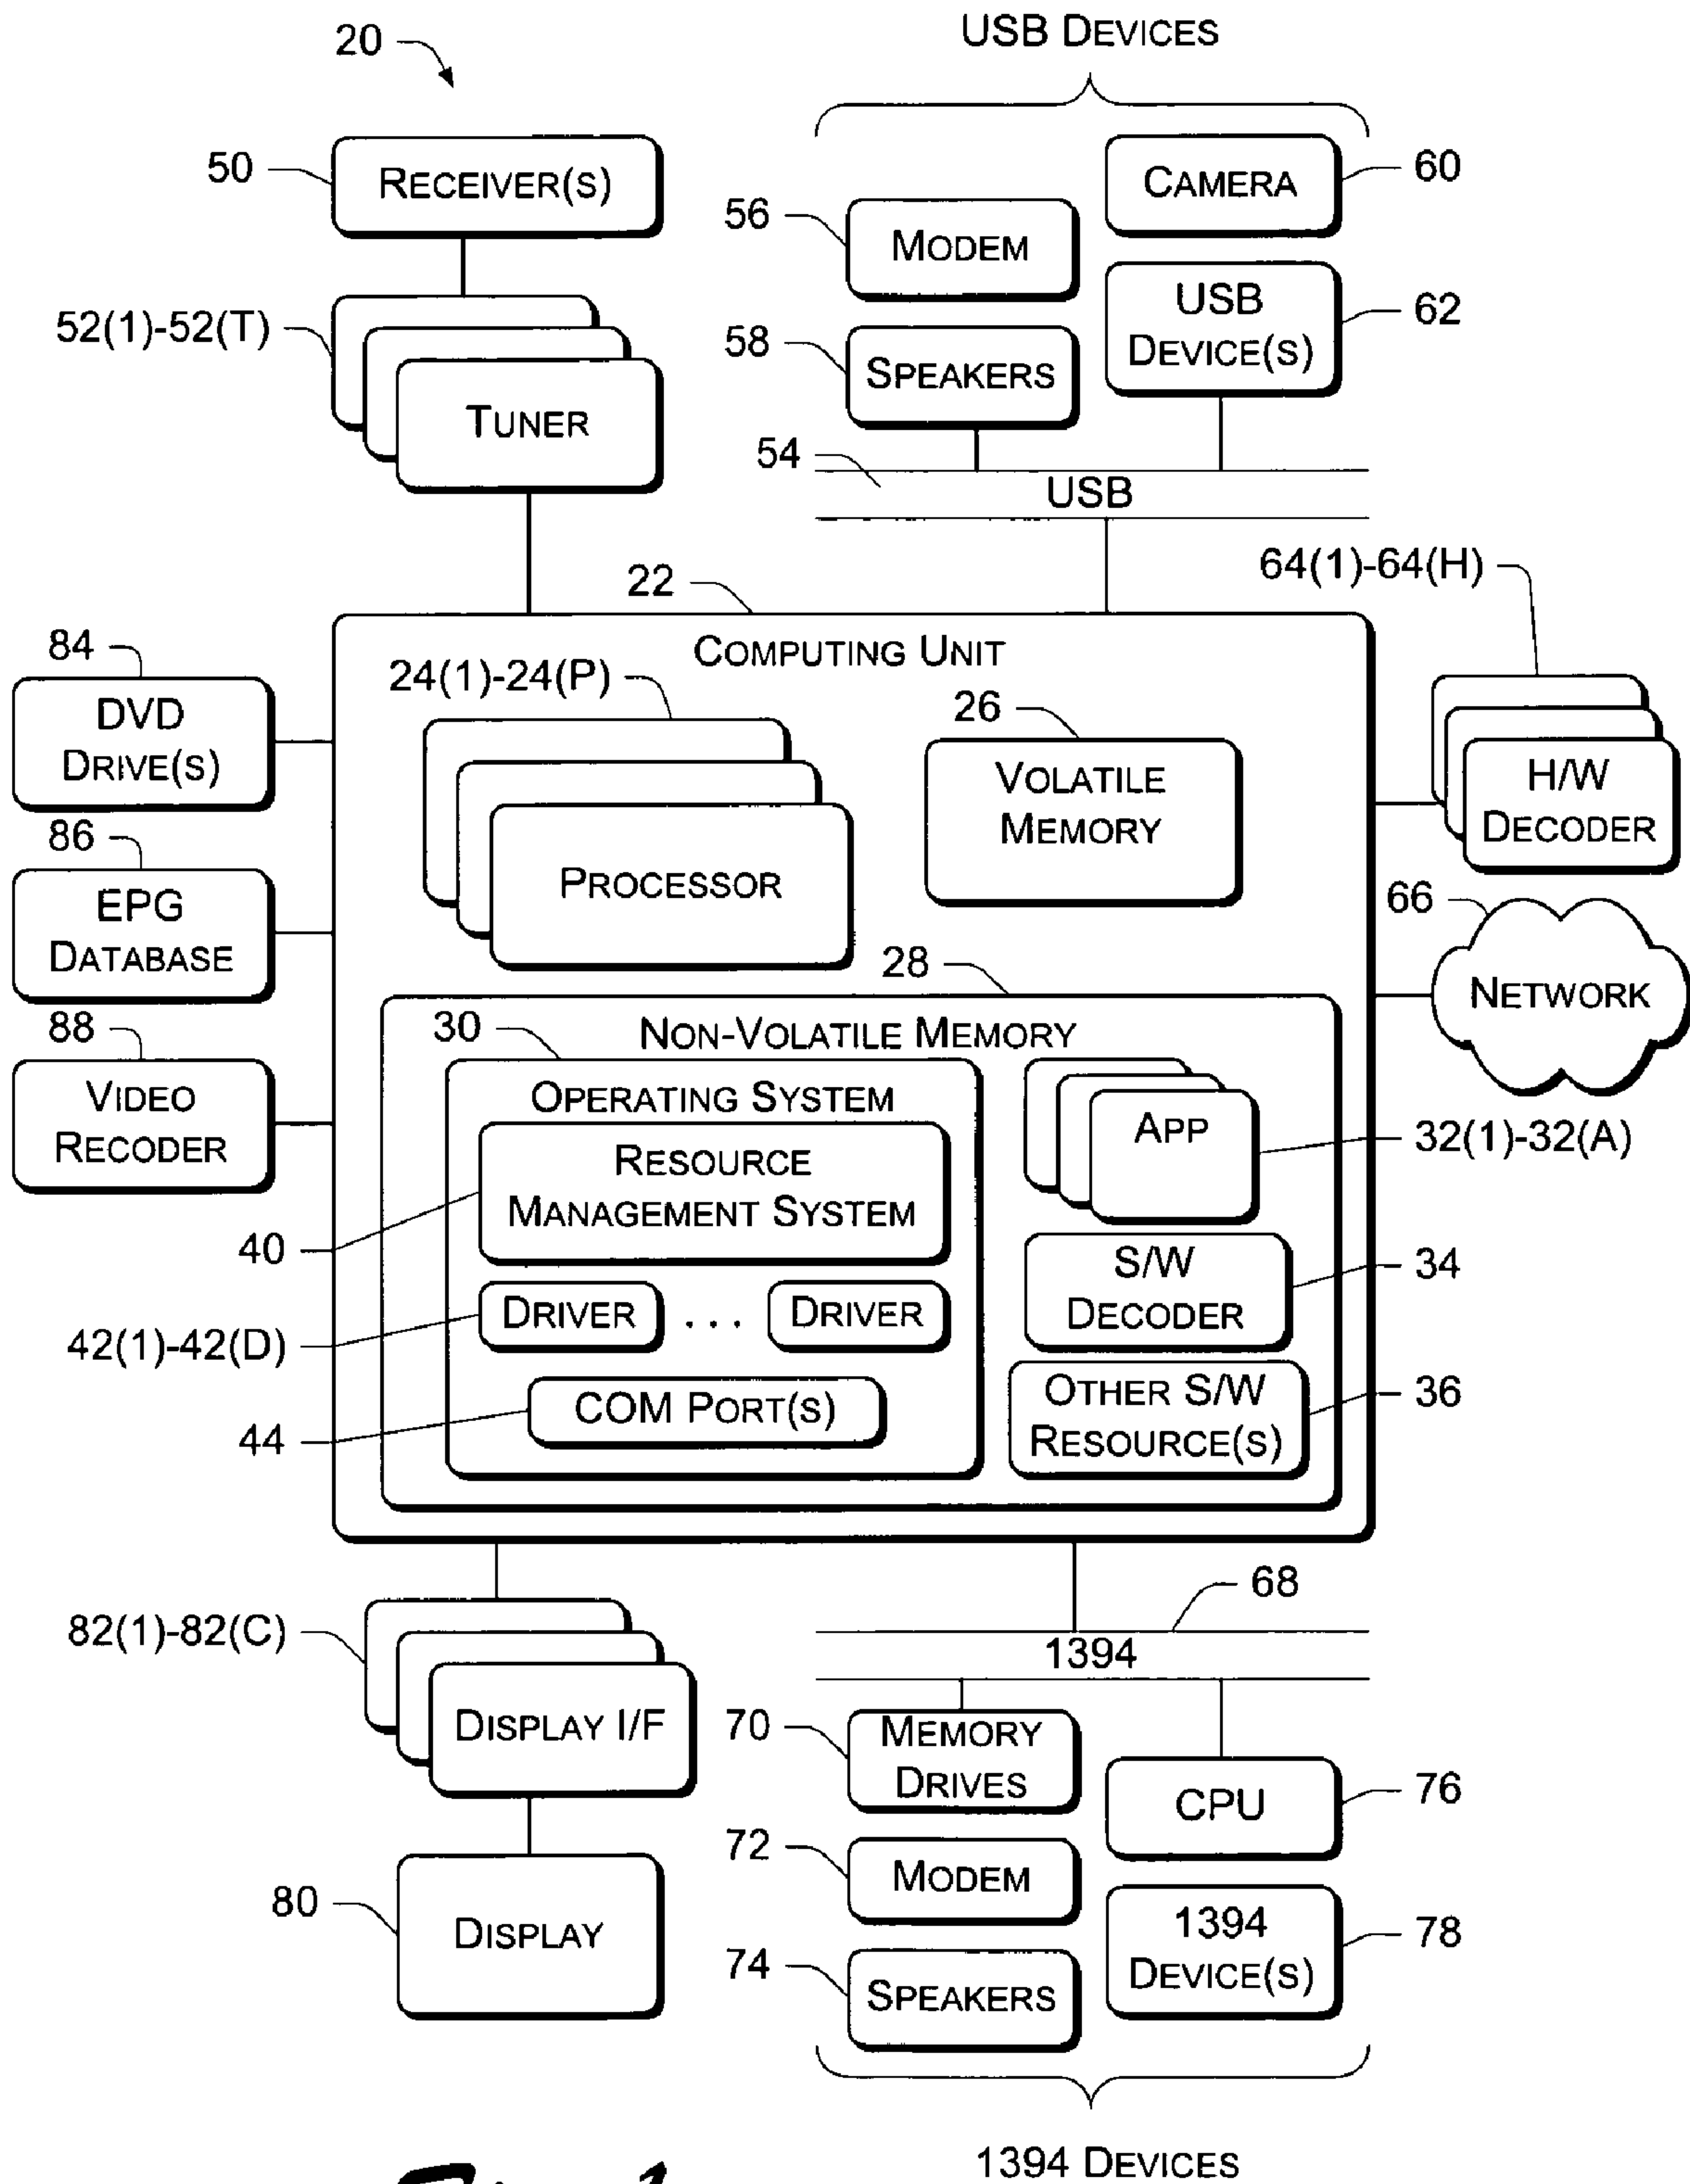 20
USB DEVICES
50
RECEIVER(S)
CAMERA
60
56
MODEM
USB
DEVICE(S)
62
52(1)-52(T)
58
SPEAKERS
TUNER
54
USB
64(1)-64(H)
22
COMPUTING UNIT
84
DVD
DRIVE(S)
24(1)-24(P)
PROCESSOR
26
VOLATILE
MEMORY
H/W
DECODER
86
EPG
DATABASE
66
NETWORK
28
NON-VOLATILE MEMORY
88
VIDEO
RECODER
30
OPERATING SYSTEM
RESOURCE
MANAGEMENT SYSTEM
40
APP
32(1)-32(A)
S/W
DECODER
34
DRIVER
. . .
DRIVER
42(1)-42(D)
OTHER S/W
RESOURCE(S)
36
COM PORT(S)
44
68
1394
82(1)-82(C)
DISPLAY I/F
70
MEMORY
DRIVES
CPU
76
72
MODEM
80
DISPLAY
1394
DEVICE(S)
78
74
SPEAKERS
1394 DEVICES